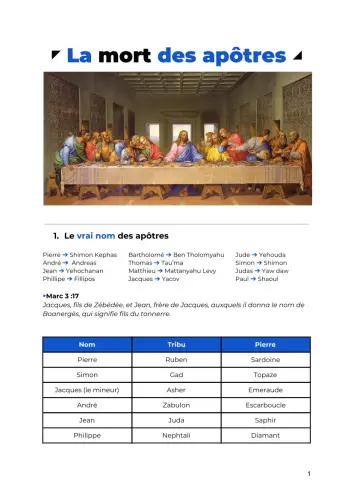 La mort des apôtres
1. Le vrai nom des apôtres
Pierre ➔ Shimon Kephas
André ➔ Andreas
Jean ➔ Yehochanan
Phillipe ➔ Fillipos
Bartholomé ➔ Ben Tholomyahu
Thomas ➔ Tau'ma
Matthieu ➔ Mattanyahu Levy
Jacques ➔ Yacov
Jude ➔ Yehouda
Simon ➔ Shimon
Judas ➔ Yaw daw
Paul ➔ Shaoul
•Marc 3 :17
Jacques, fils de Zébédée, et Jean, frère de Jacques, auxquels il donna le nom de
Boanergès, qui signifie fils du tonnerre.
Nom Tribu Pierre
Pierre Ruben Sardoine
Simon Gad Topaze
Jacques (le mineur) Asher Emeraude
André Zabulon Escarboucle
Jean Juda Saphir
Philippe Nephtali Diamant
1